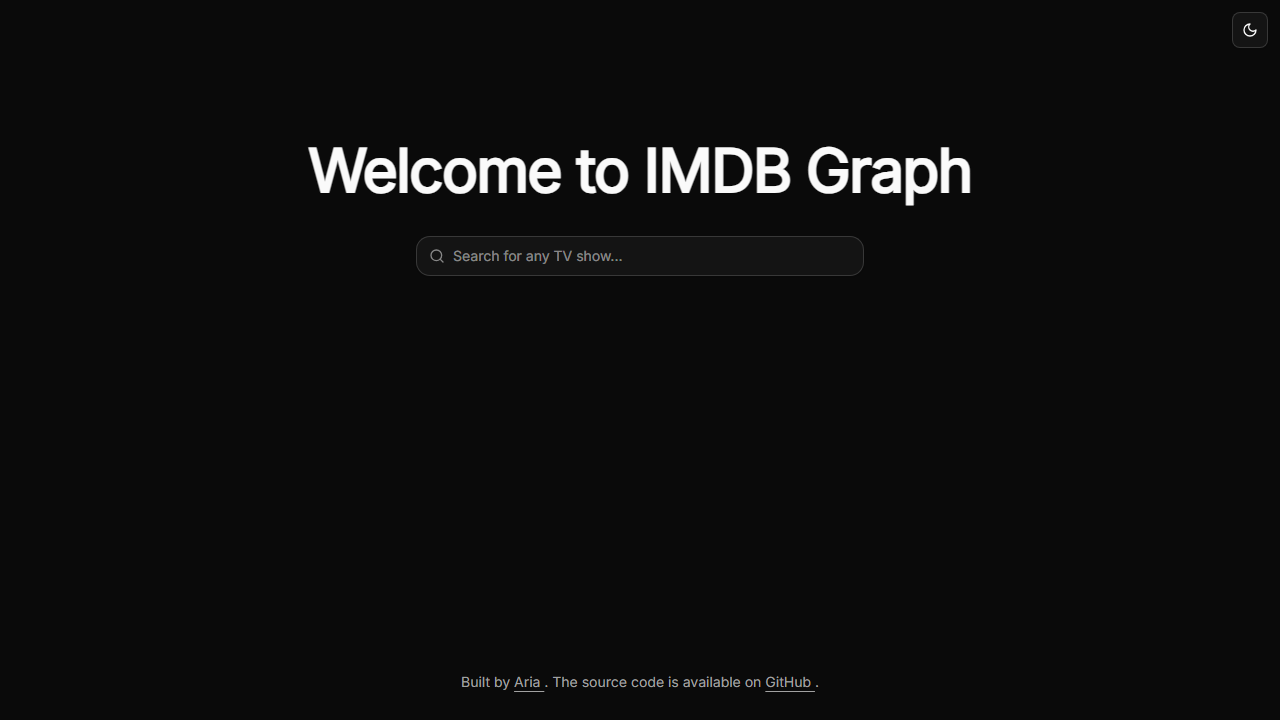 Welcome to IMDB Graph
Search for any TV show...
Built by Aria . The source code is available on GitHub .